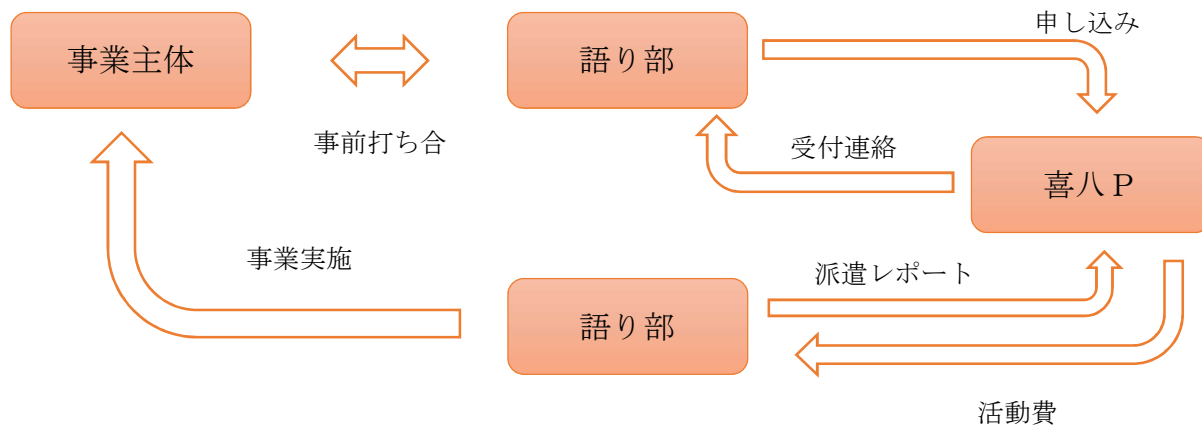 申し込み
事業主体
語り部
事前打ち合
受付連絡
喜八Ｐ
事業実施
派遣レポート
語り部
活動費